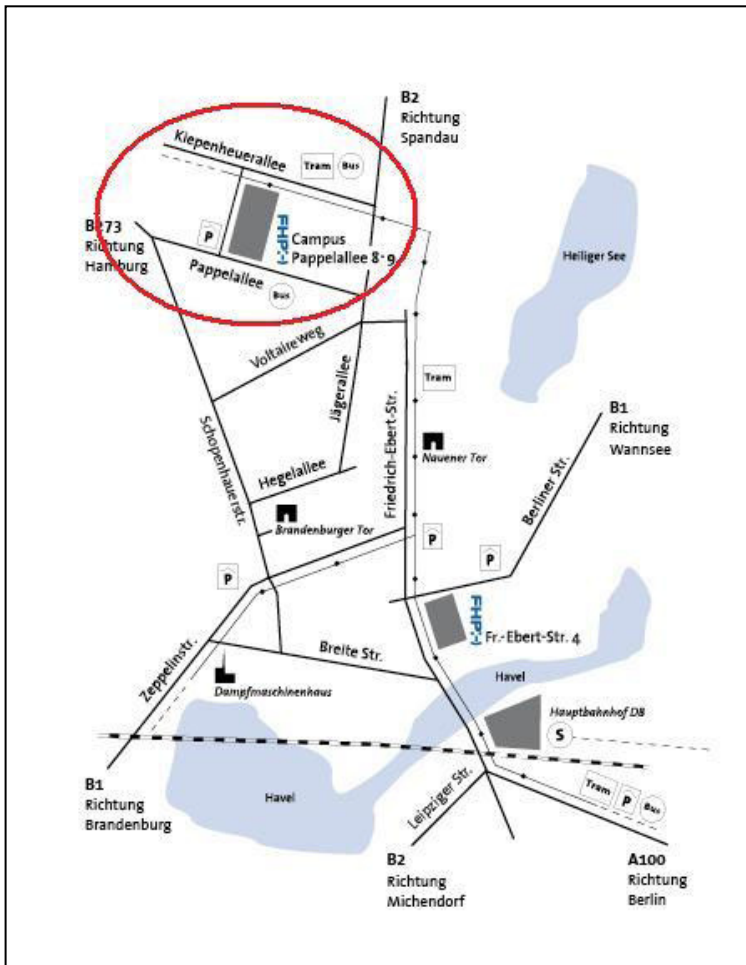 B2
Richtung
Spandau
Kiepenheuerallee
Tram
Bus
B273
Richtung
Hamburg
P
FHP:-)
Campus
Pappelallee 8-9
Pappelallee
Bus
Heiliger See
Voltaireweg
Jägerallee
Tram
B1
Richtung
Wannsee
Friedrich-Ebert-Str.
Nauener Tor
Schopenhauerstr.
Hegelallee
Berliner Str.
Brandenburger Tor
P
P
P
FHP:-)
Fr.-Ebert-Str. 4
Zeppelinstr.
Breite Str.
Dampfmaschinenhaus
Havel
Hauptbahnhof DB
S
B1
Richtung
Brandenburg
Havel
Leipziger Str.
Tram
P
Bus
B2
Richtung
Michendorf
A100
Richtung
Berlin